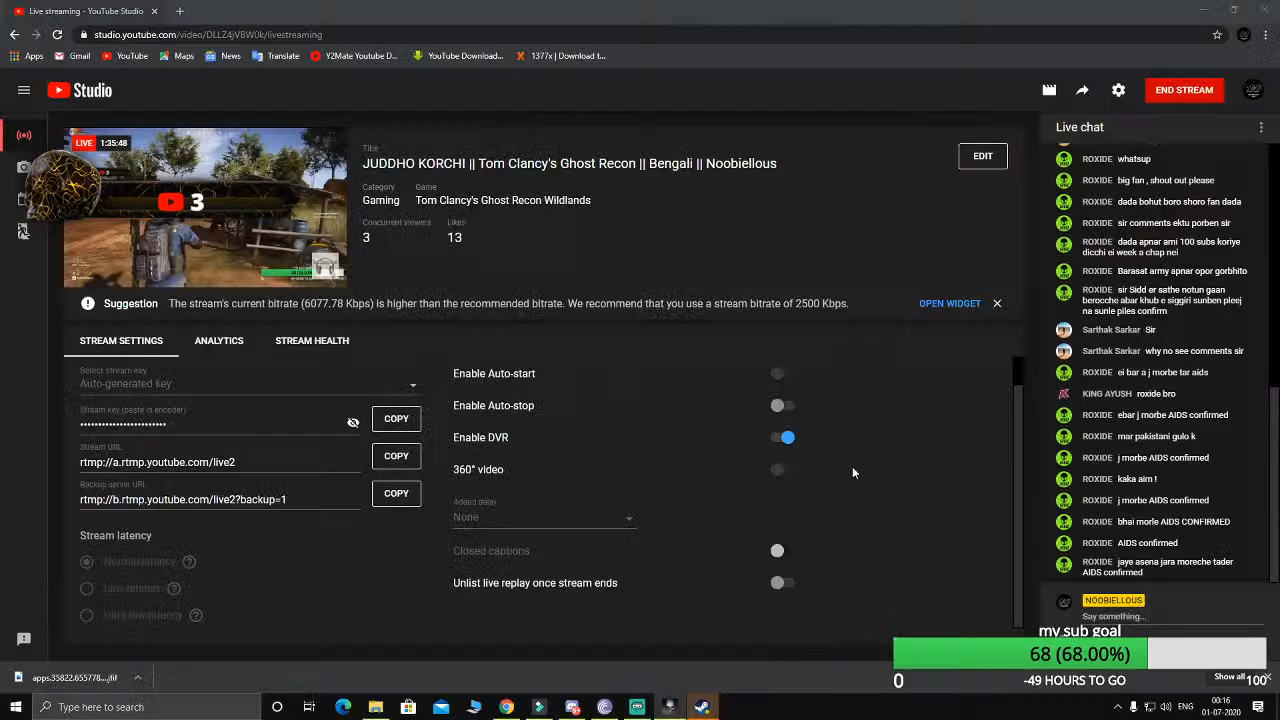 Live streaming - YouTube Studio
studio.youtube.com/video/DLLZ4jVBW0k/livestreaming
Apps Gmail YouTube Maps News Translate Y2Mate Youtube D... YouTube Download... 1377x | Download t...
Studio
END STREAM
LIVE 1:35:48
3
Title
JUDDHO KORCHI || Tom Clancy's Ghost Recon || Bengali || Noobiellous
EDIT
Category Game
Gaming Tom Clancy's Ghost Recon Wildlands
Concurrent viewers Likes
3 13
Suggestion The stream's current bitrate (6077.78 Kbps) is higher than the recommended bitrate. We recommend that you use a stream bitrate of 2500 Kbps. OPEN WIDGET
STREAM SETTINGS ANALYTICS STREAM HEALTH
Select stream key
Auto-generated key
Stream key (paste in encoder)
COPY
Stream URL
rtmp://a.rtmp.youtube.com/live2
COPY
Backup server URL
rtmp://b.rtmp.youtube.com/live2?backup=1
COPY
Stream latency
Normal latency
Low-latency
Ultra low-latency
Enable Auto-start
Enable Auto-stop
Enable DVR
360° video
Added delay
None
Closed captions
Unlist live replay once stream ends
Live chat
ROXIDE whatsup
ROXIDE big fan , shout out please
ROXIDE dada bohut boro shoro fan dada
ROXIDE sir comments ektu porben sir
ROXIDE dada apnar ami 100 subs koriye
dicchi ei week a chap nei
ROXIDE Barasat army apnar opor gorbhito
ROXIDE sir Sidd er sathe notun gaan
berocche abar khub e siggiri sunben pleej
na sunle piles confirm
Sarthak Sarkar Sir
Sarthak Sarkar why no see comments sir
ROXIDE ei bar a j morbe tar aids
KING AYUSH roxide bro
ROXIDE ebar j morbe AIDS confirmed
ROXIDE mar pakistani gulo k
ROXIDE j morbe AIDS confirmed
ROXIDE kaka aim !
ROXIDE j morbe AIDS confirmed
ROXIDE bhai morle AIDS CONFIRMED
ROXIDE AIDS confirmed
ROXIDE jaye asena jara moreche tader
AIDS confirmed
NOOBIELLOUS
Say something...
my sub goal
68 (68.00%)
0 -49 HOURS TO GO 100
apps.35822.655778....jfif
Show all
Type here to search
ENG
00:16
01-07-2020